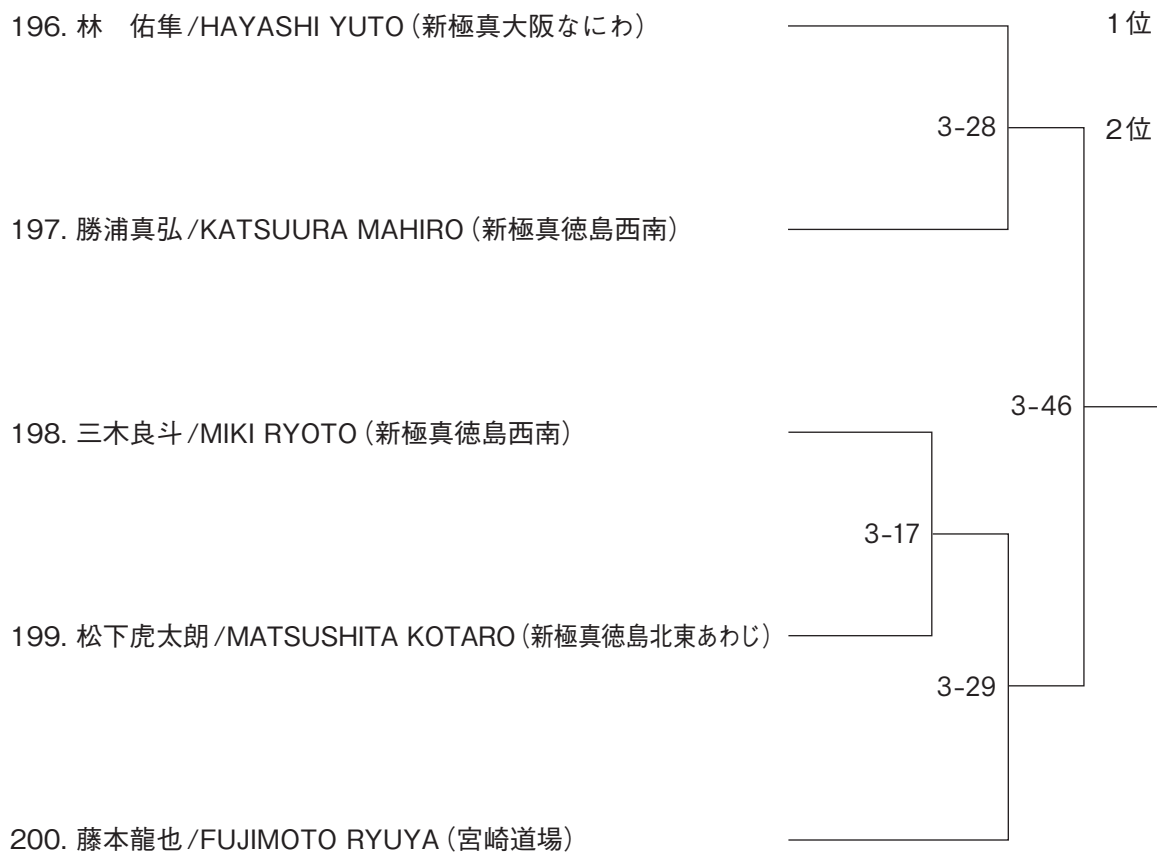 196. 林　佑隼/HAYASHI YUTO(新極真大阪なにわ)
1位
3-28
2位
197. 勝浦真弘/KATSUURA MAHIRO(新極真徳島西南)
3-46
198. 三木良斗/MIKI RYOTO(新極真徳島西南)
3-17
199. 松下虎太朗/MATSUSHITA KOTARO(新極真徳島北東あわじ)
3-29
200. 藤本龍也/FUJIMOTO RYUYA(宮崎道場)